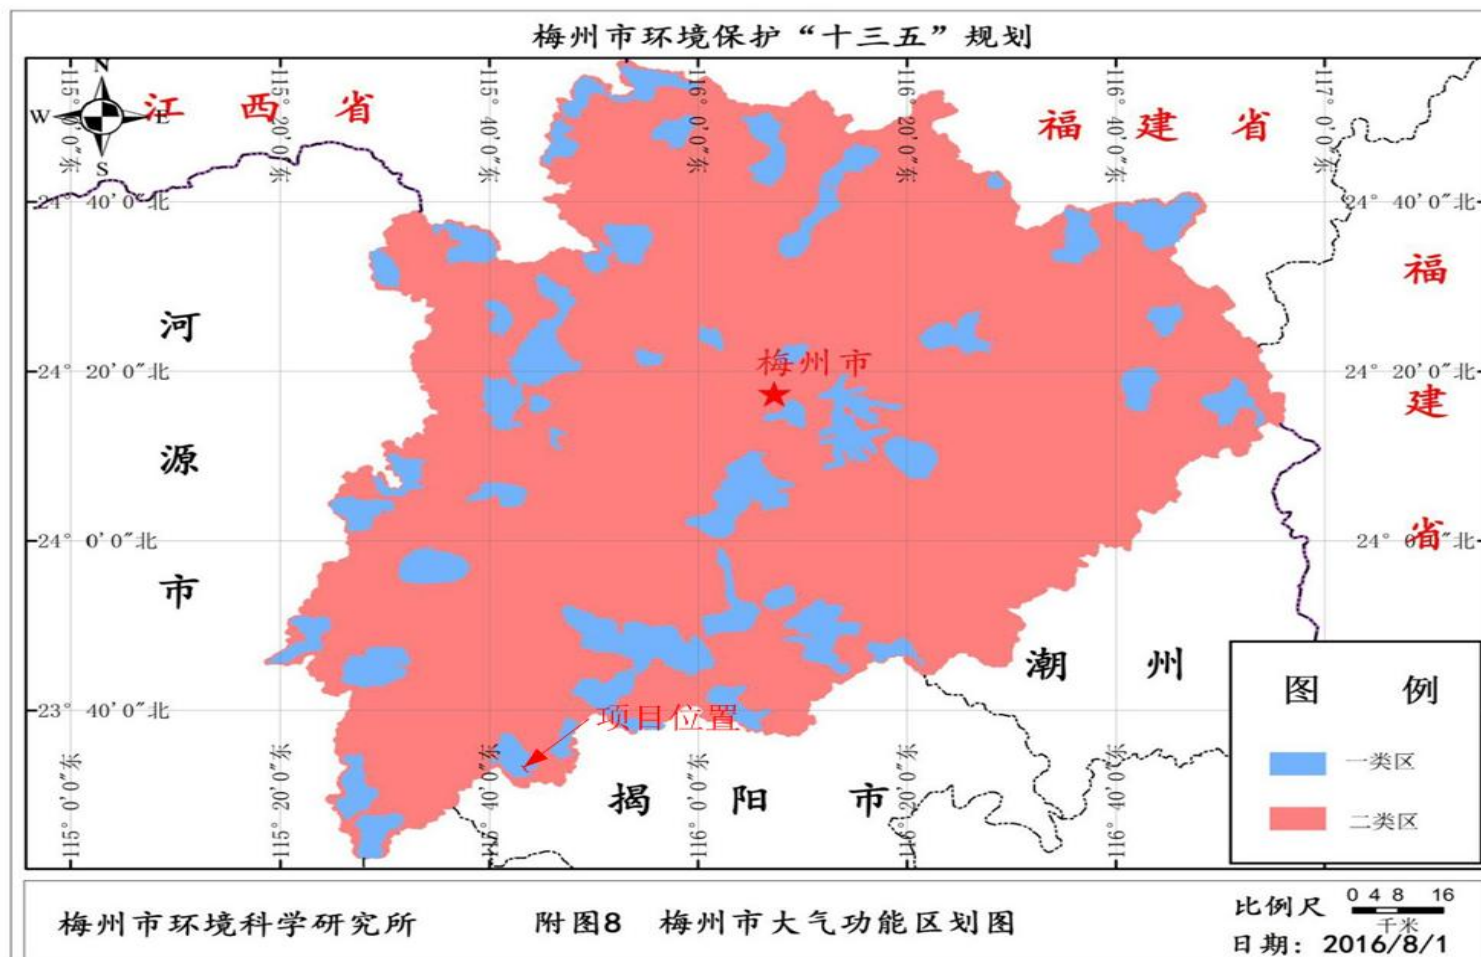 梅州市环境保护“十三五”规划
N
W E
S
江 西 省
福 建 省
115° 0'0"东
115° 20'0"东
115° 40'0"东
116° 0'0"东
116° 20'0"东
116° 40'0"东
117° 0'0"东
24° 40'0"北
24° 40'0"北
福
河
梅州市
24° 20'0"北
24° 20'0"北
建
源
省
24° 0'0"北
24° 0'0"北
市
潮 州
图 例
23° 40'0"北
项目位置
一类区
揭 阳 市
二类区
115° 0'0"东
115° 20'0"东
115° 40'0"东
116° 0'0"东
116° 20'0"东
116° 40'0"东
梅州市环境科学研究所
附图8 梅州市大气功能区划图
比例尺
0 4 8 16
千米
日期: 2016/8/1